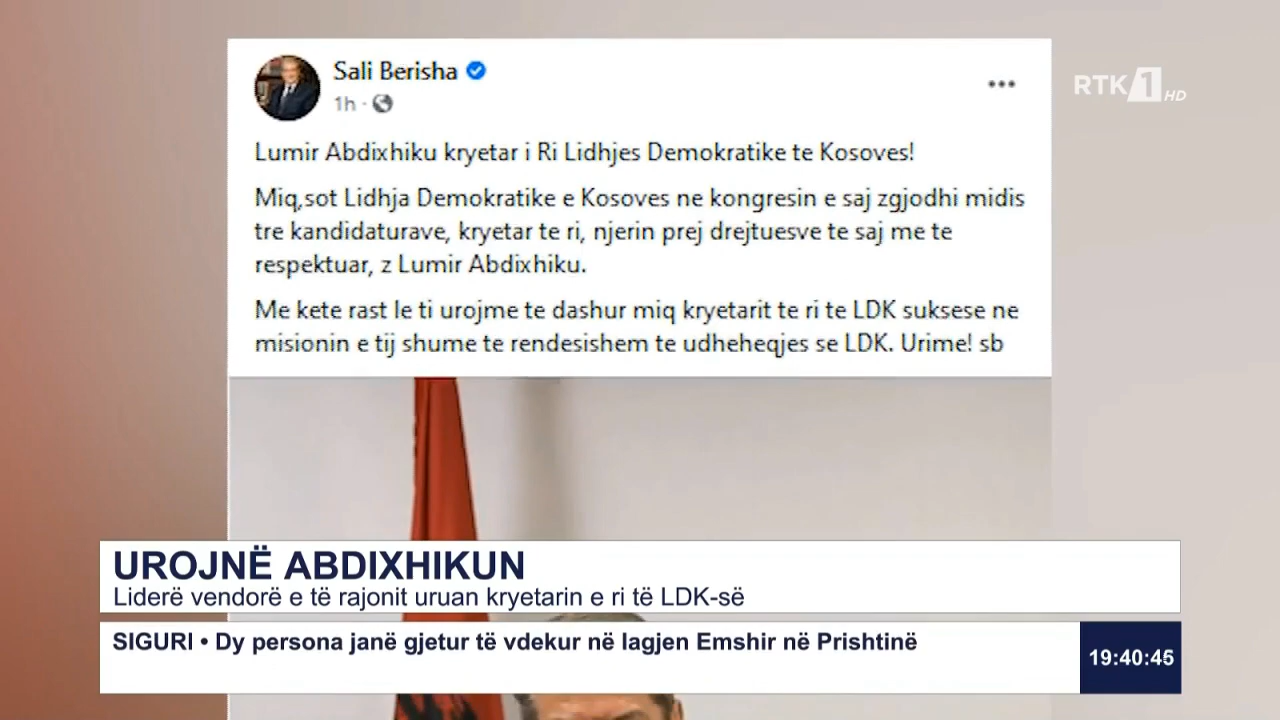 Sali Berisha
1h ·
RTK 1 HD
Lumir Abdixhiku kryetar i Ri Lidhjes Demokratike te Kosoves!
Miq,sot Lidhja Demokratike e Kosoves ne kongresin e saj zgjodhi midis
tre kandidaturave, kryetar te ri, njerin prej drejtuesve te saj me te
respektuar, z Lumir Abdixhiku.
Me kete rast le ti urojme te dashur miq kryetarit te ri te LDK suksese ne
misionin e tij shume te rendesishem te udheheqjes se LDK. Urime! sb
UROJNË ABDIXHIKUN
Liderë vendorë e të rajonit uruan kryetarin e ri të LDK-së
SIGURI • Dy persona janë gjetur të vdekur në lagjen Emshir në Prishtinë
19:40:45